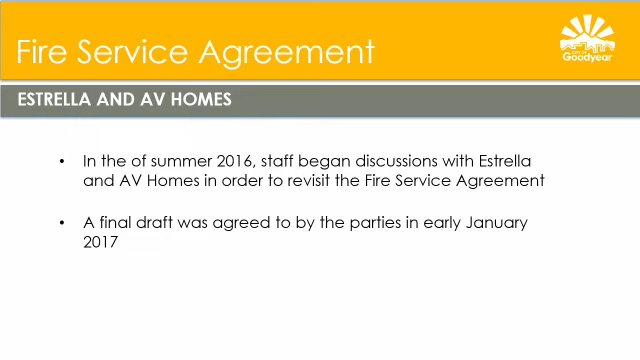 Fire Service Agreement
Goodyear
ESTRELLA AND AV HOMES
• In the of summer 2016, staff began discussions with Estrella
and AV Homes in order to revisit the Fire Service Agreement
• A final draft was agreed to by the parties in early January
2017